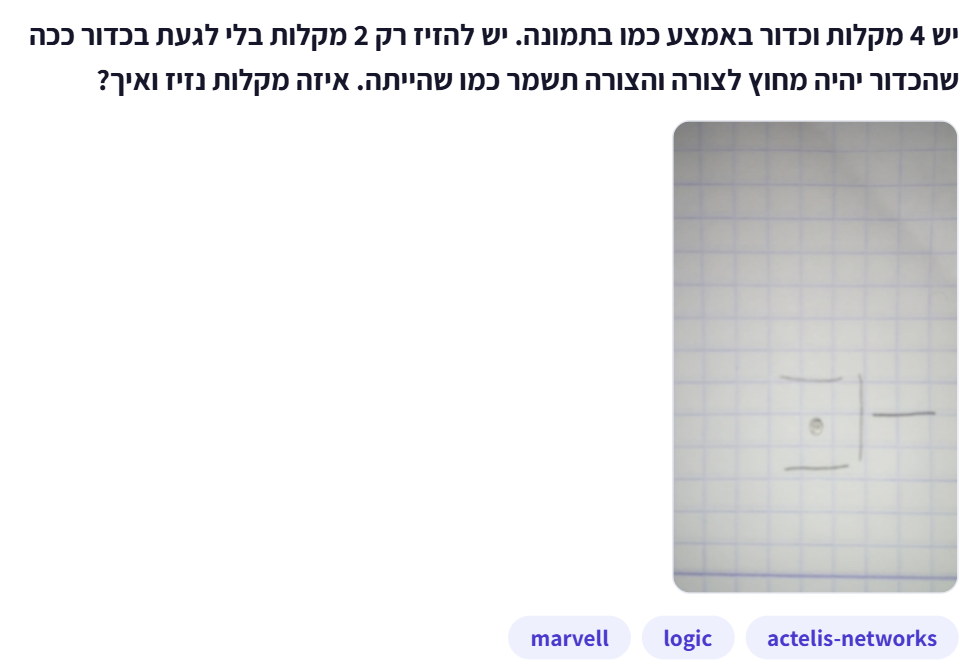 יש 4 מקלות וכדור באמצע כמו בתמונה. יש להזיז רק 2 מקלות בלי לגעת בכדור ככה
שהכדור יהיה מחוץ לצורה והצורה תשמר כמו שהייתה. איזה מקלות נזיז ואיך?
marvell logic actelis-networks